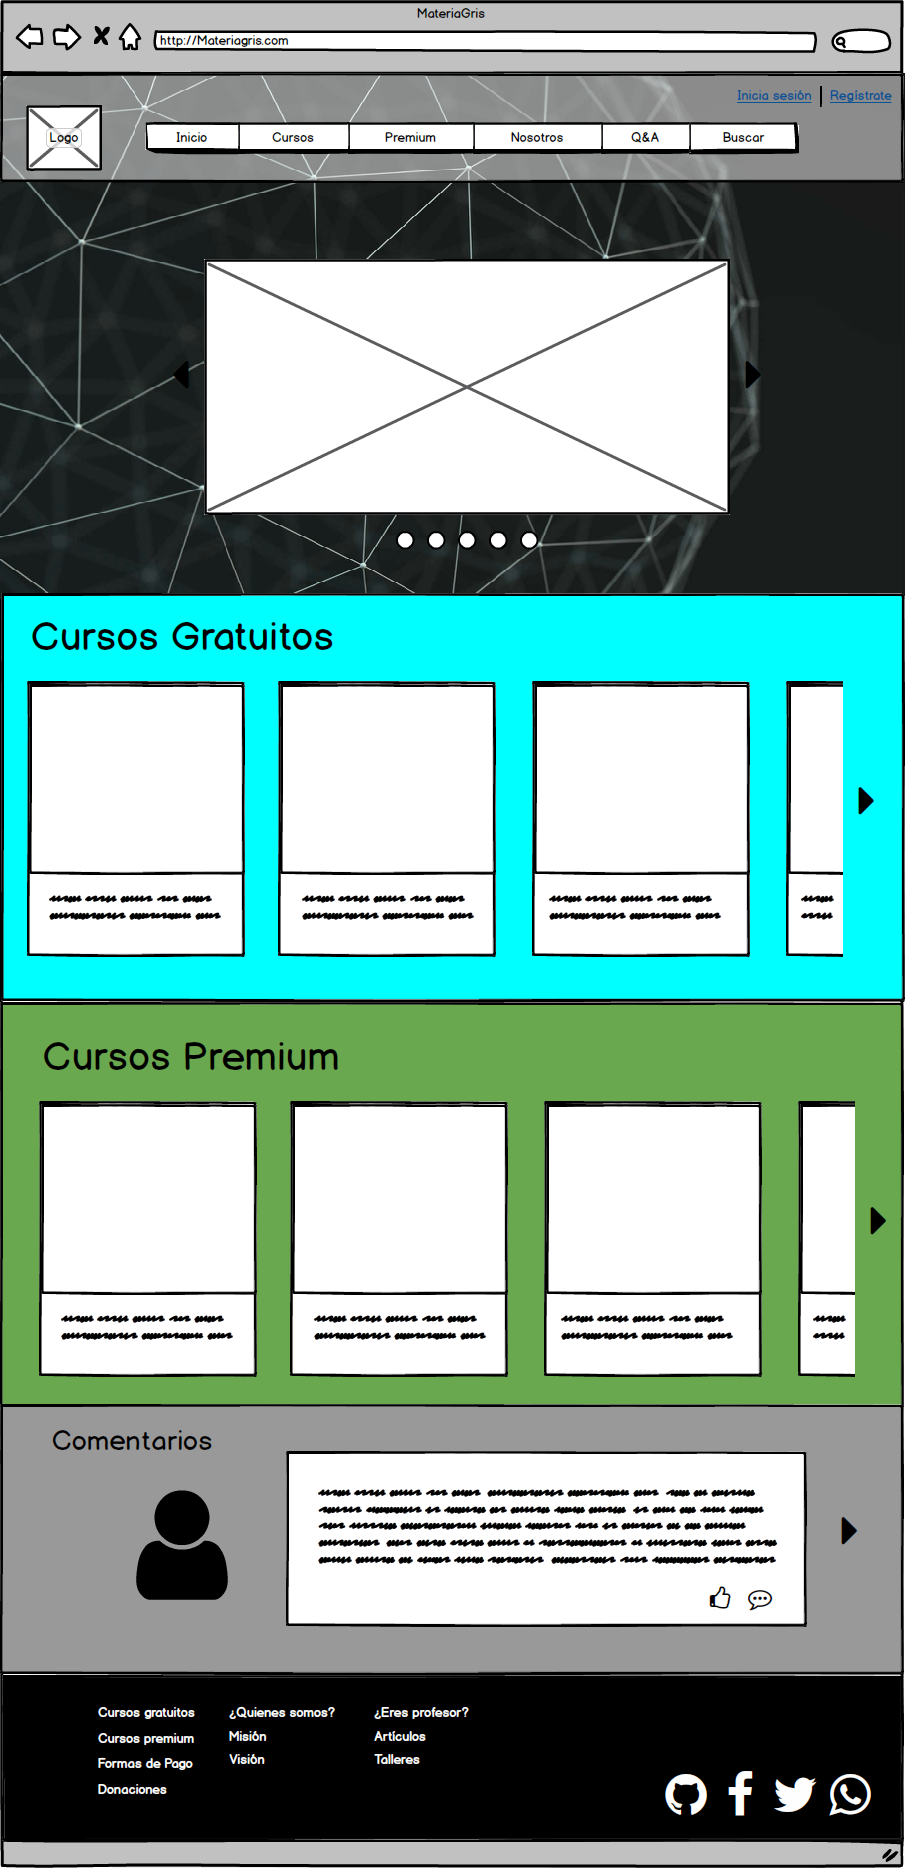 MateriaGris
http://Materiagris.com
Inicia sesión
Regístrate
Logo
Inicio
Cursos
Premium
Nosotros
Q&A
Buscar
Cursos Gratuitos
Cursos Premium
Comentarios
Cursos gratuitos
Cursos premium
Formas de Pago
Donaciones
¿Quienes somos?
Misión
Visión
¿Eres profesor?
Artículos
Talleres